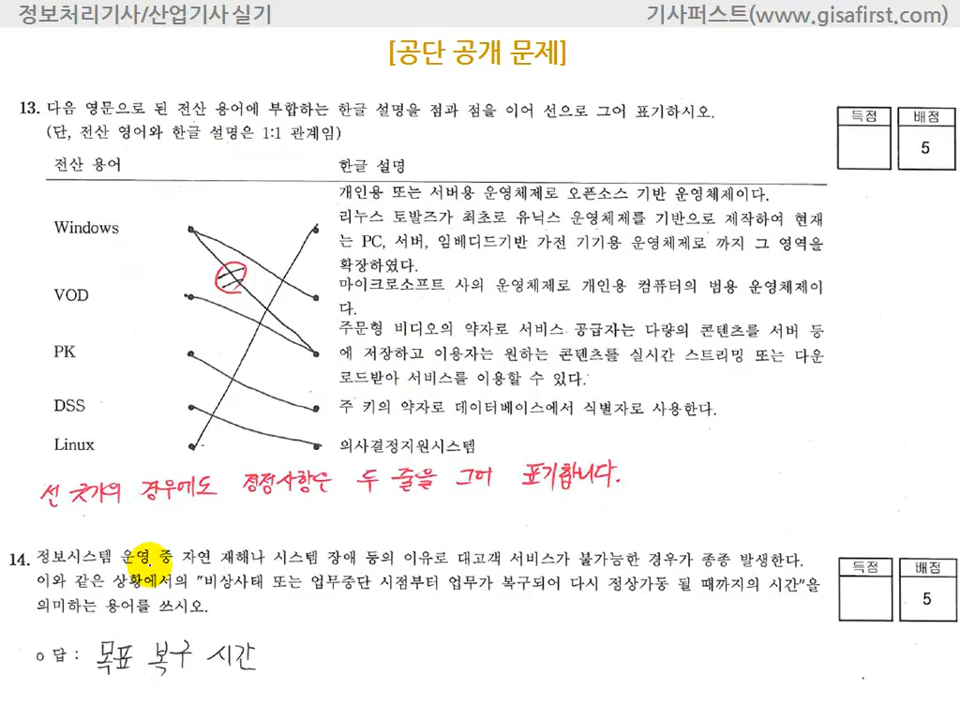 정보처리기사/산업기사 실기
기사퍼스트(www.gisafirst.com)
[공단 공개 문제]
13. 다음 영문으로 된 전산 용어에 부합하는 한글 설명을 점과 점을 이어 선으로 그어 표기하시오.
(단, 전산 영어와 한글 설명은 1:1 관계임)
득점
배점
5
전산 용어
한글 설명
개인용 또는 서버용 운영체제로 오픈소스 기반 운영체제이다.
Windows
리누스 토발즈가 최초로 유닉스 운영체제를 기반으로 제작하여 현재
는 PC, 서버, 임베디드기반 가전 기기용 운영체제로 까지 그 영역을
확장하였다.
VOD
마이크로소프트 사의 운영체제로 개인용 컴퓨터의 범용 운영체제이
다.
PK
주문형 비디오의 약자로 서비스 공급자는 다량의 콘텐츠를 서버 등
에 저장하고 이용자는 원하는 콘텐츠를 실시간 스트리밍 또는 다운
로드받아 서비스를 이용할 수 있다.
DSS
주 키의 약자로 데이터베이스에서 식별자로 사용한다.
Linux
의사결정지원시스템
선 긋기의 경우에도 정정사항은 두 줄을 그어 표기합니다.
14. 정보시스템 운영 중 자연 재해나 시스템 장애 등의 이유로 대고객 서비스가 불가능한 경우가 종종 발생한다.
이와 같은 상황에서의 "비상사태 또는 업무중단 시점부터 업무가 복구되어 다시 정상가동 될 때까지의 시간"을
의미하는 용어를 쓰시오.
득점
배점
5
o 답 : 목표 복구 시간